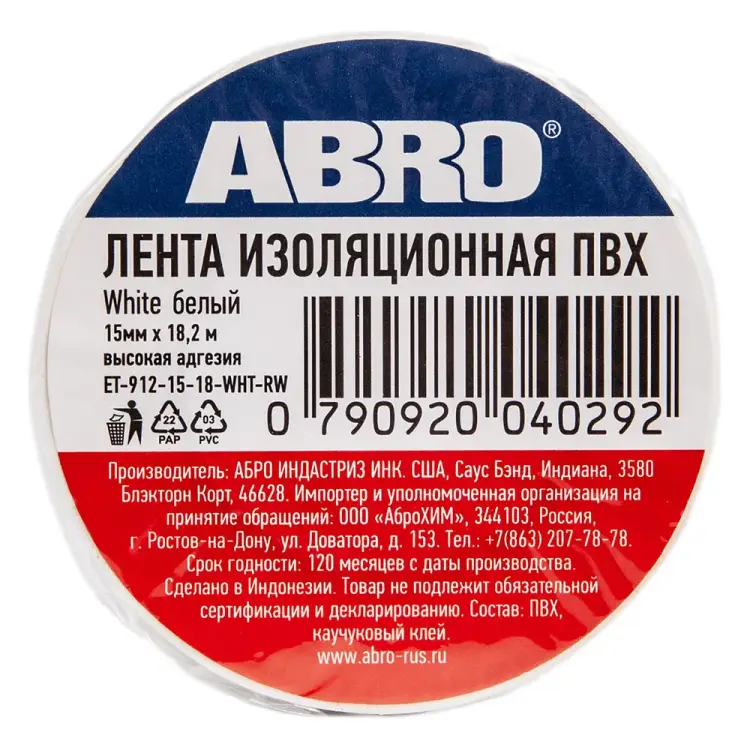 ABRO®
ЛЕНТА ИЗОЛЯЦИОННАЯ ПВХ
White белый
15мм x 18,2 м
высокая адгезия
ET-912-15-18-WHT-RW
22 03
PAP PVC
0 790920 040292
Производитель: АБРО ИНДАСТРИЗ ИНК. США, Саус Бэнд, Индиана, 3580
Блэкторн Корт, 46628. Импортер и уполномоченная организация на
принятие обращений: ООО «АброХИМ», 344103, Россия,
г. Ростов-на-Дону, ул. Доватора, д. 153. Тел.: +7(863) 207-78-78.
Срок годности: 120 месяцев с даты производства.
Сделано в Индонезии. Товар не подлежит обязательной
сертификации и декларированию. Состав: ПВХ,
каучуковый клей.
www.abro-rus.ru